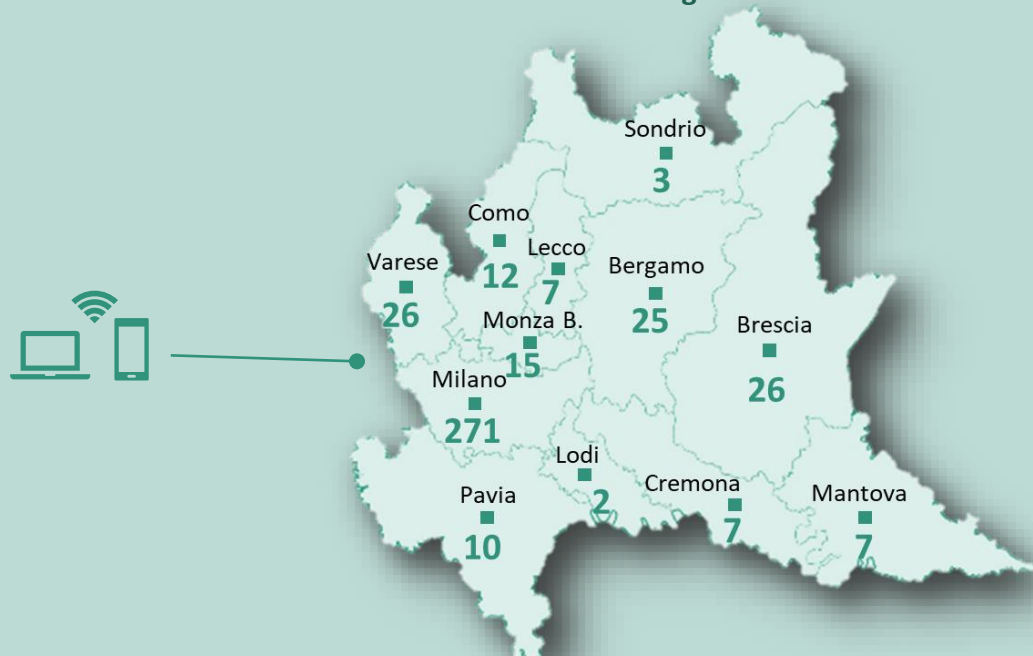 Sondrio
3
Como
12
Lecco
7
Varese
26
Bergamo
25
Monza B.
15
Brescia
26
Milano
271
Lodi
2
Cremona
7
Mantova
7
Pavia
10